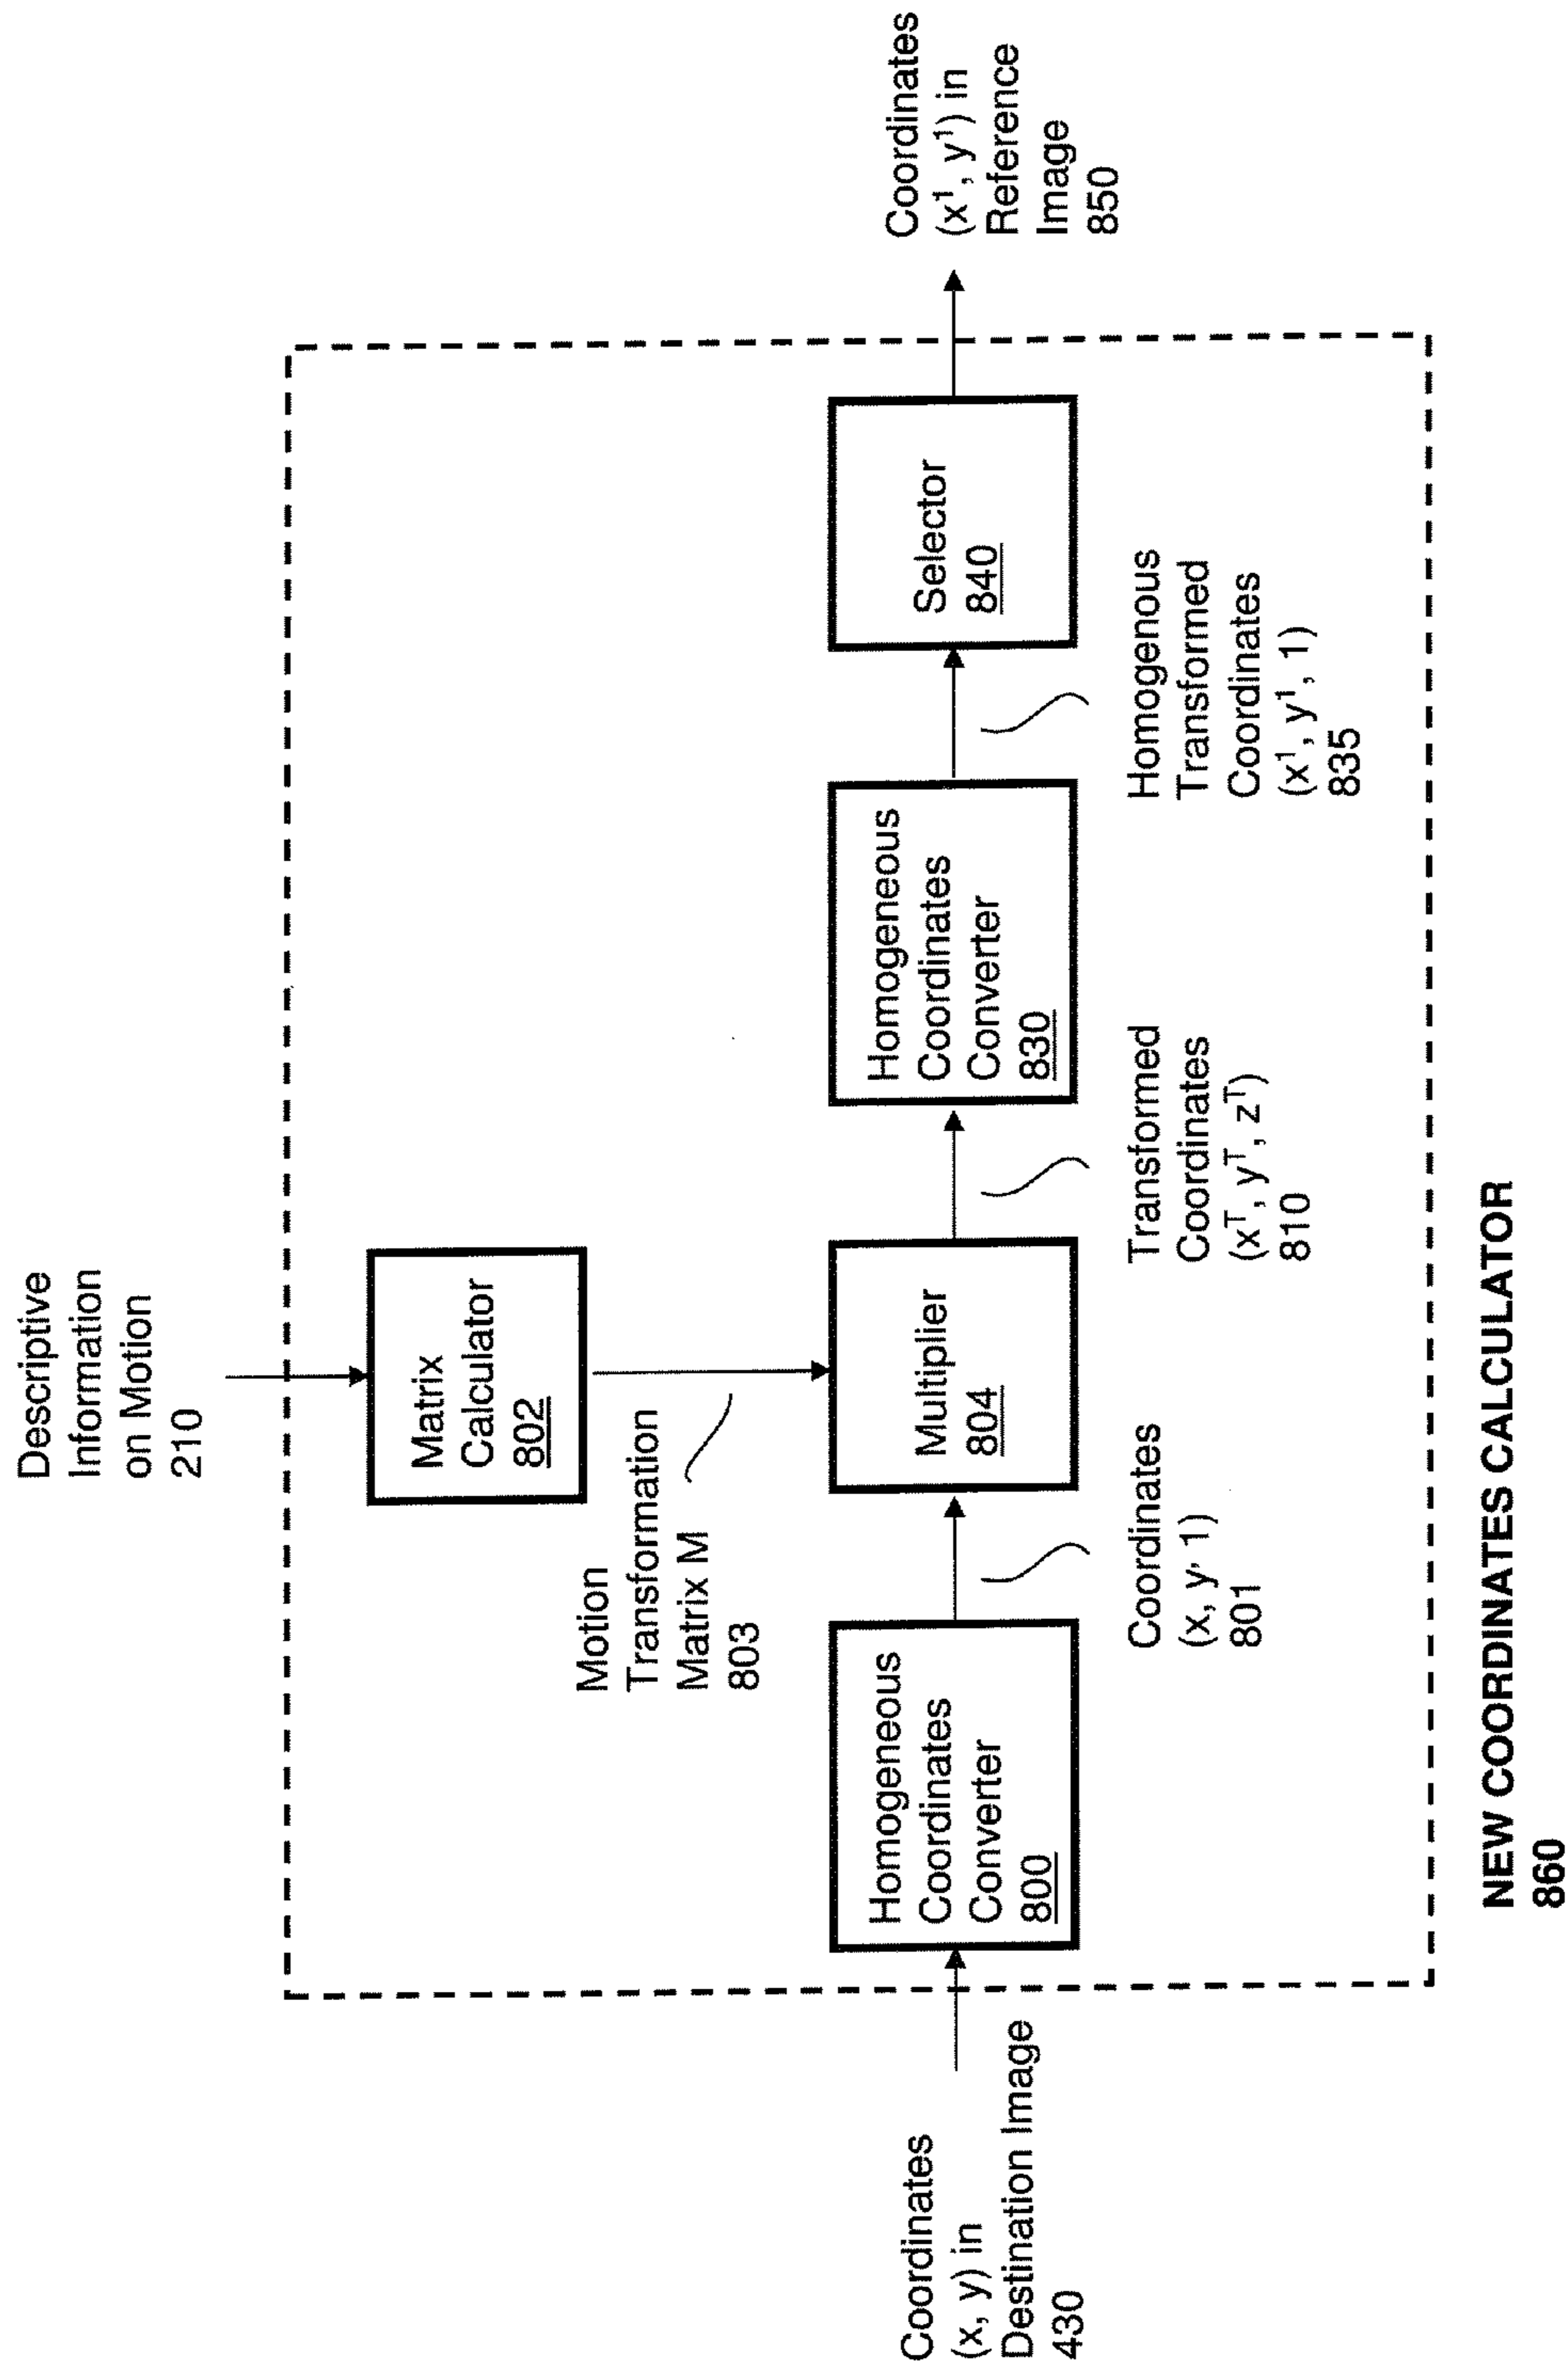 Descriptive
Information
on Motion
210
Matrix
Calculator
802
Motion
Transformation
Matrix M
803
Coordinates
(x, y) in
Destination Image
430
Homogeneous
Coordinates
Converter
800
Coordinates
(x, y, 1)
801
Multiplier
804
Transformed
Coordinates
(xᵀ, yᵀ, zᵀ)
810
Homogeneous
Coordinates
Converter
830
Homogenous
Transformed
Coordinates
(x¹, y¹, 1)
835
Selector
840
Coordinates
(x¹, y¹) in
Reference
Image
850
NEW COORDINATES CALCULATOR
860